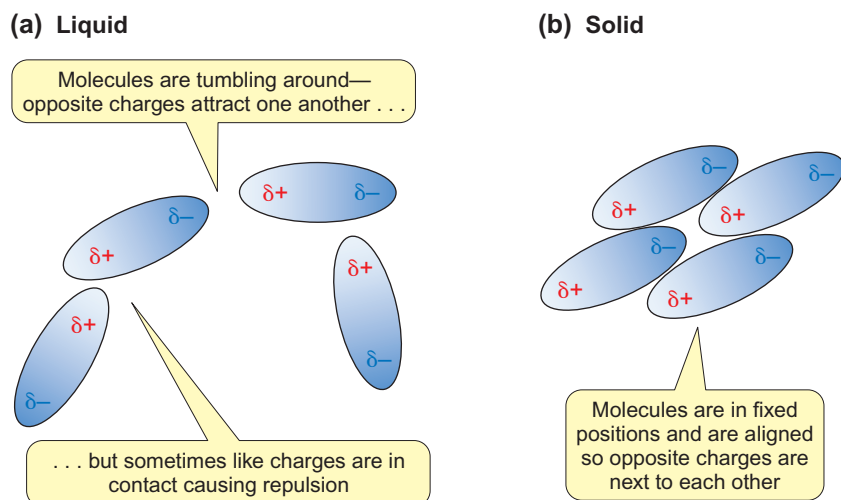 (a) Liquid
Molecules are tumbling around—
opposite charges attract one another . . .
δ+ δ–
δ–
δ+
δ+
δ–
δ+
δ–
. . . but sometimes like charges are in
contact causing repulsion
(b) Solid
δ–
δ–
δ+
δ+
δ–
δ–
δ+
δ+
Molecules are in fixed
positions and are aligned
so opposite charges are
next to each other